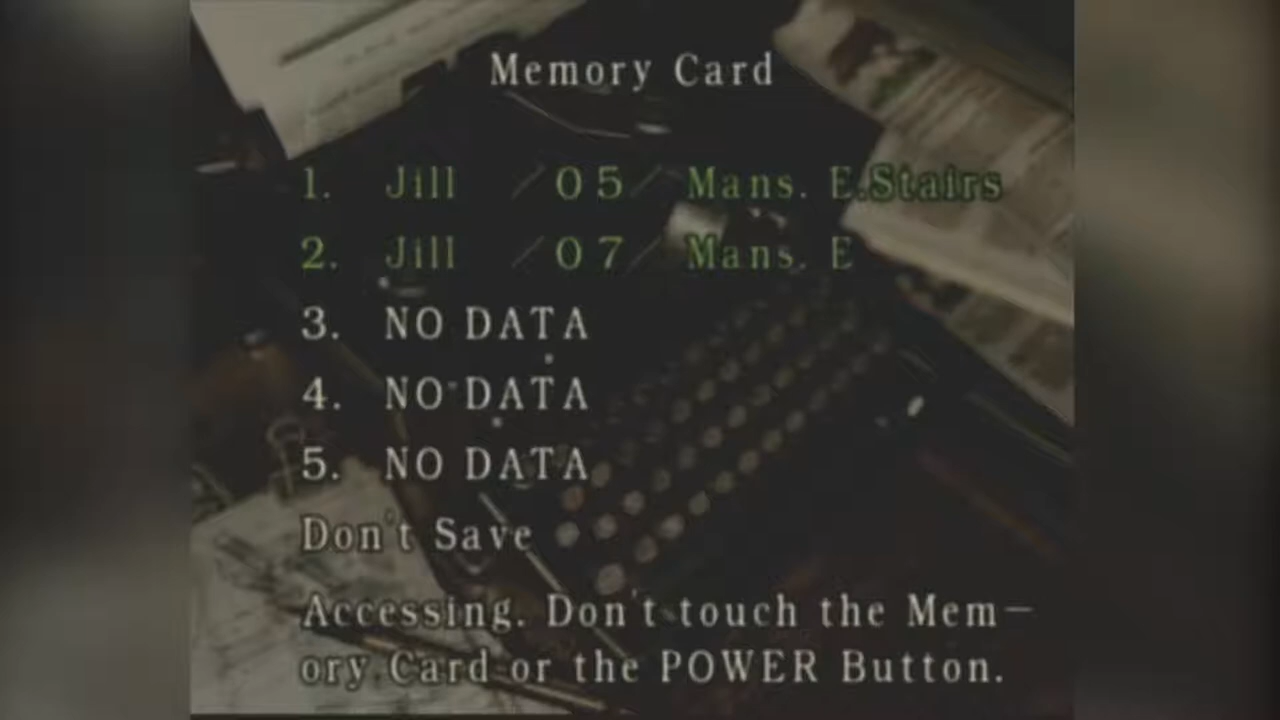 Memory Card
1. Jill / 05 / Mans. E.Stairs
2. Jill / 07 / Mans. E
3. NO DATA
4. NO DATA
5. NO DATA
Don't Save
Accessing. Don't touch the Mem-
ory Card or the POWER Button.